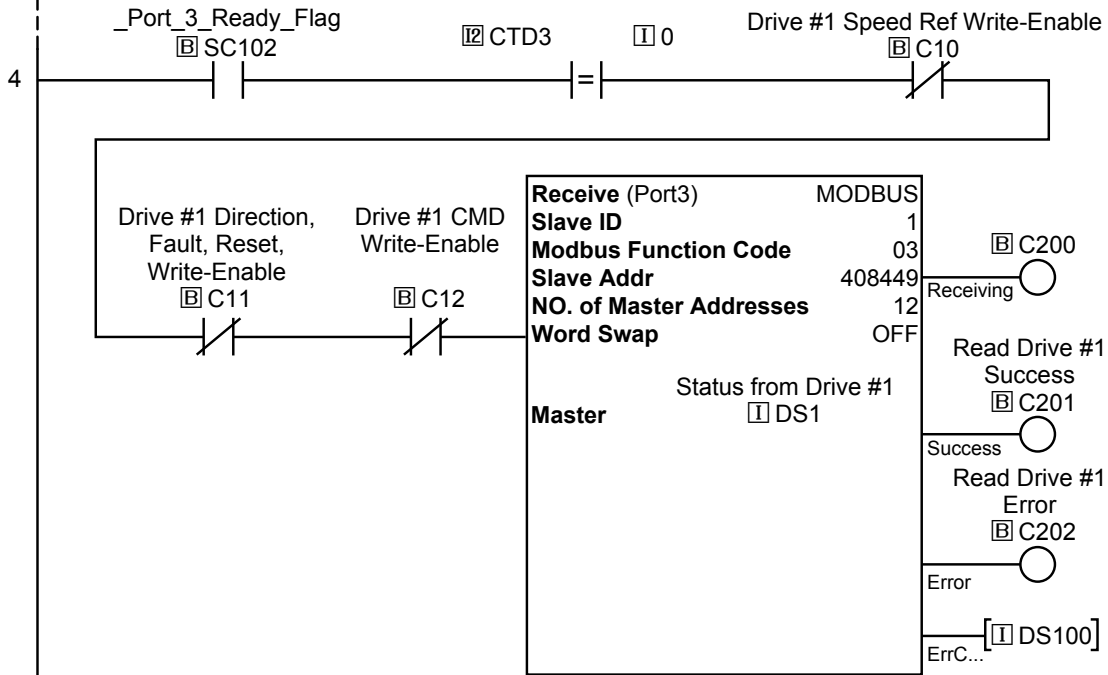 _Port_3_Ready_Flag
B SC102
I2 CTD3
I 0
Drive #1 Speed Ref Write-Enable
B C10
4
=
Drive #1 Direction,
Fault, Reset,
Write-Enable
B C11
Drive #1 CMD
Write-Enable
B C12
Receive (Port3) MODBUS
Slave ID 1
Modbus Function Code 03
Slave Addr 408449
NO. of Master Addresses 12
Word Swap OFF
Status from Drive #1
Master I DS1
B C200
Receiving
Read Drive #1
Success
B C201
Success
Read Drive #1
Error
B C202
Error
[I DS100]
ErrC...